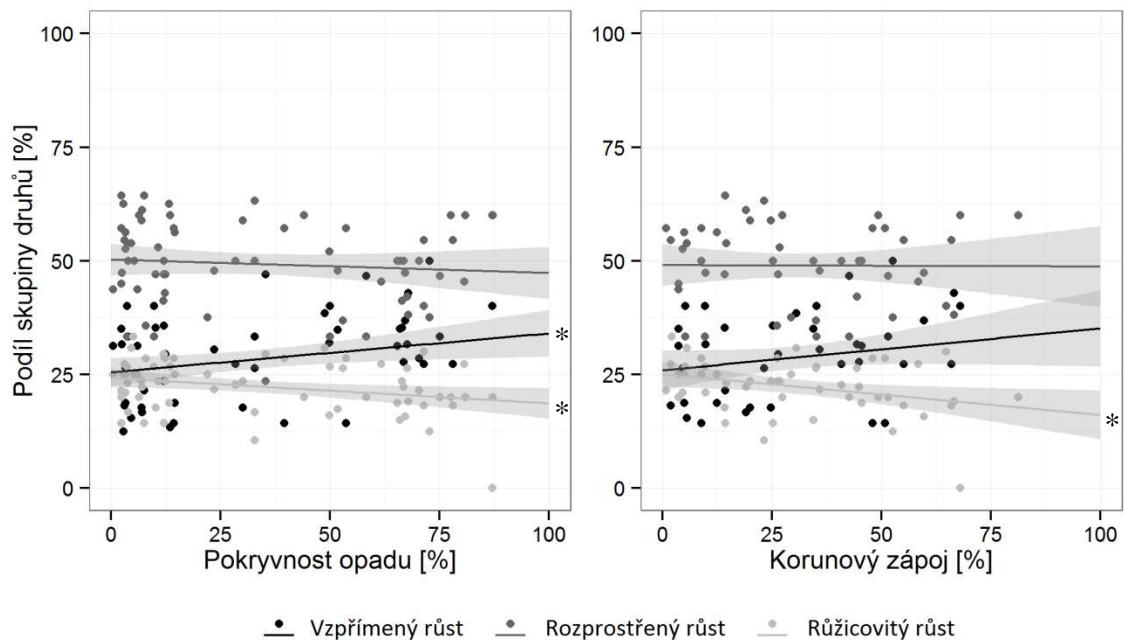 Podíl skupiny druhů [%]
100
75
50
25
0
*
*
0 25 50 75 100
Pokryvnost opadu [%]
100
75
50
25
0
*
0 25 50 75 100
Korunový zápoj [%]
Vzpřímený růst Rozprostřený růst Růžicovitý růst